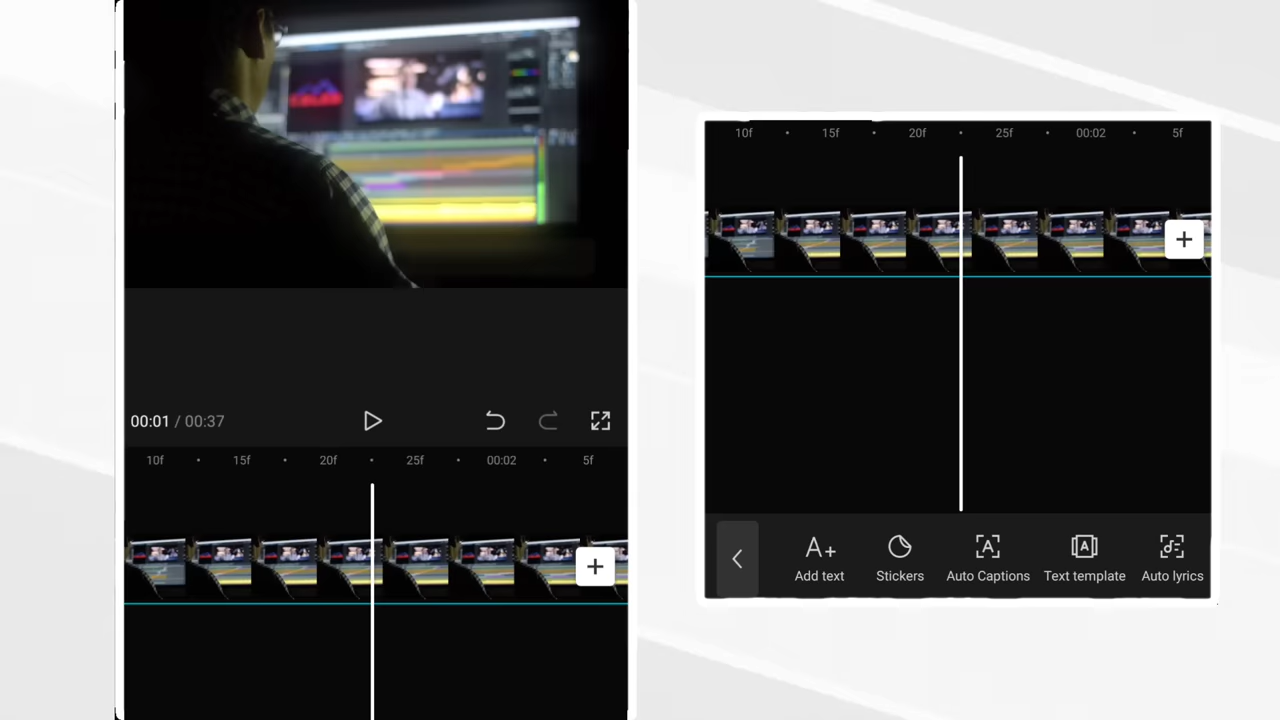 00:01 / 00:37
10f • 15f • 20f • 25f • 00:02 • 5f
10f • 15f • 20f • 25f • 00:02 • 5f
Add text Stickers Auto Captions Text template Auto lyrics